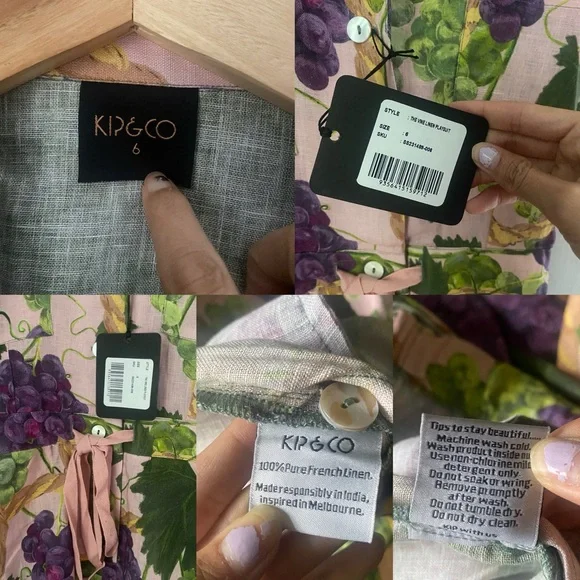 KIP&CO
6
STYLE : THE VINE LINEN PLAYSUIT
SIZE : 6
SKU
KIP&CO
100% Pure French Linen.
Made responsibly in India,
inspired in Melbourne.
Tips to stay beautiful....
Machine wash cold.
Wash product inside out
Use non-chlorine mild
detergent only.
Do not soak or wring.
Remove promptly
after wash.
Do not tumble dry.
Do not dry clean.
KIP with us